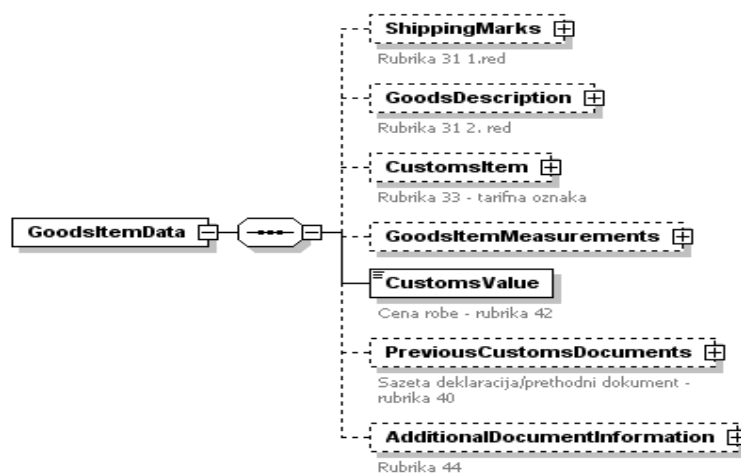 ShippingMarks
Rubrika 31 1.red
GoodsDescription
Rubrika 31 2. red
CustomsItem
Rubrika 33 - tarifna oznaka
GoodsItemData
GoodsItemMeasurements
CustomsValue
Cena robe - rubrika 42
PreviousCustomsDocuments
Sazeta deklaracija/prethodni dokument -
rubrika 40
AdditionalDocumentInformation
Rubrika 44